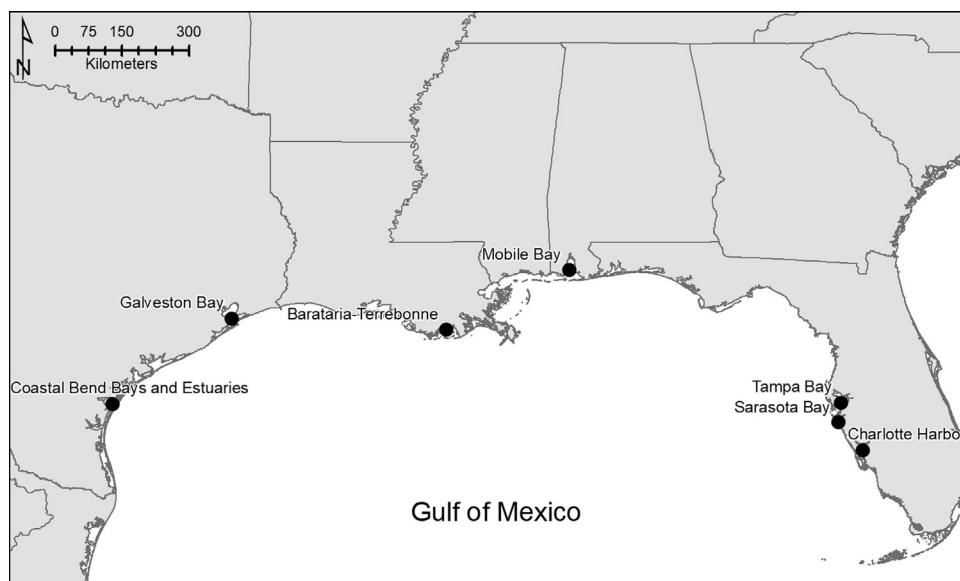 0 75 150 300
Kilometers
N
Mobile Bay
Galveston Bay
Barataria-Terrebonne
Coastal Bend Bays and Estuaries
Tampa Bay
Sarasota Bay
Charlotte Harbo
Gulf of Mexico